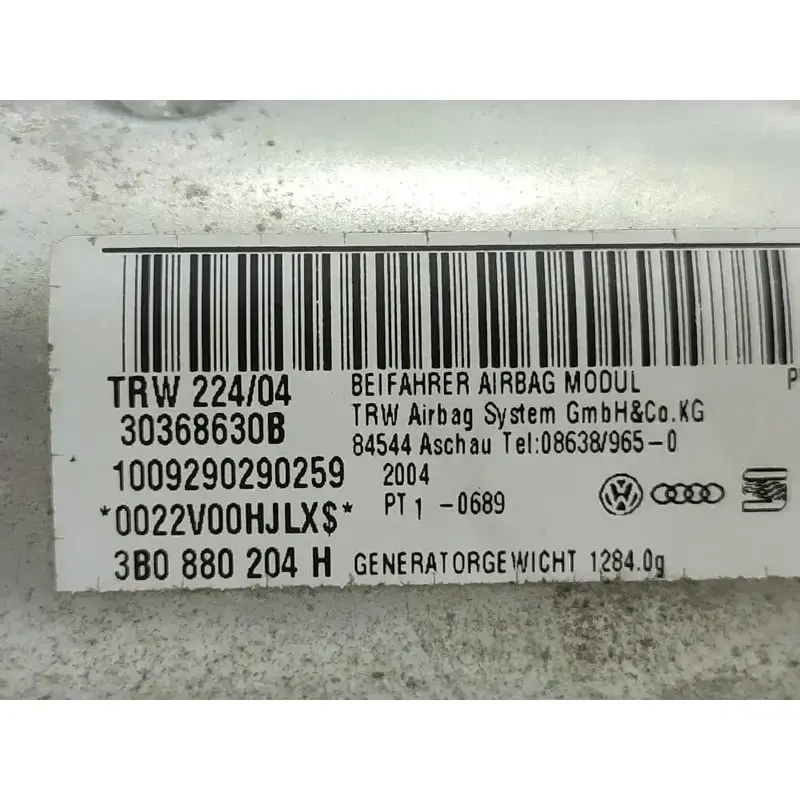 TRW 224/04
30368630B
1009290290259
*0022V00HJLX$*
3B0 880 204 H
BEIFAHRER AIRBAG MODUL
TRW Airbag System GmbH&Co.KG
84544 Aschau Tel:08638/965-0
2004
PT1 -0689
GENERATORGEWICHT 1284.0g